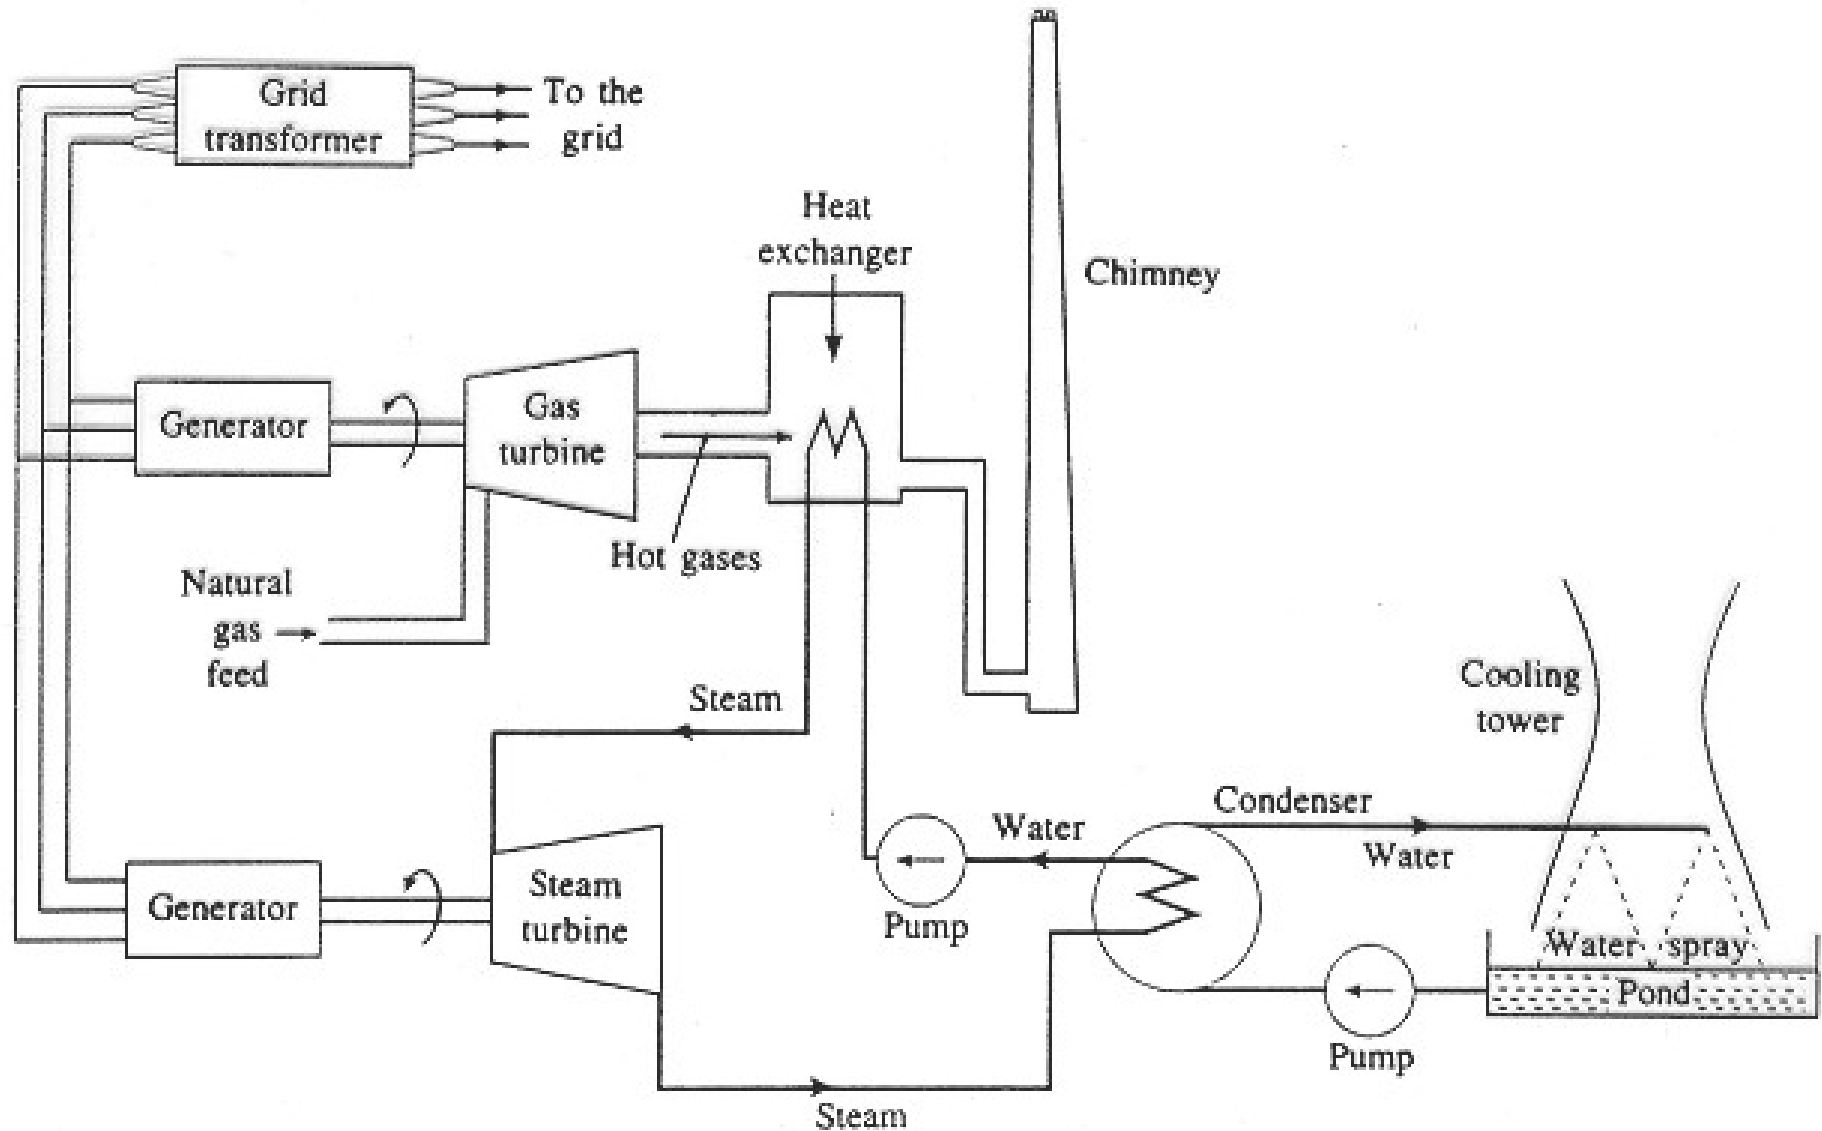 Grid
transformer
To the
grid
Heat
exchanger
Chimney
Generator
Gas
turbine
Hot gases
Natural
gas
feed
Steam
Cooling
tower
Condenser
Water
Water
Generator
Steam
turbine
Pump
Water spray
Pond
Pump
Steam